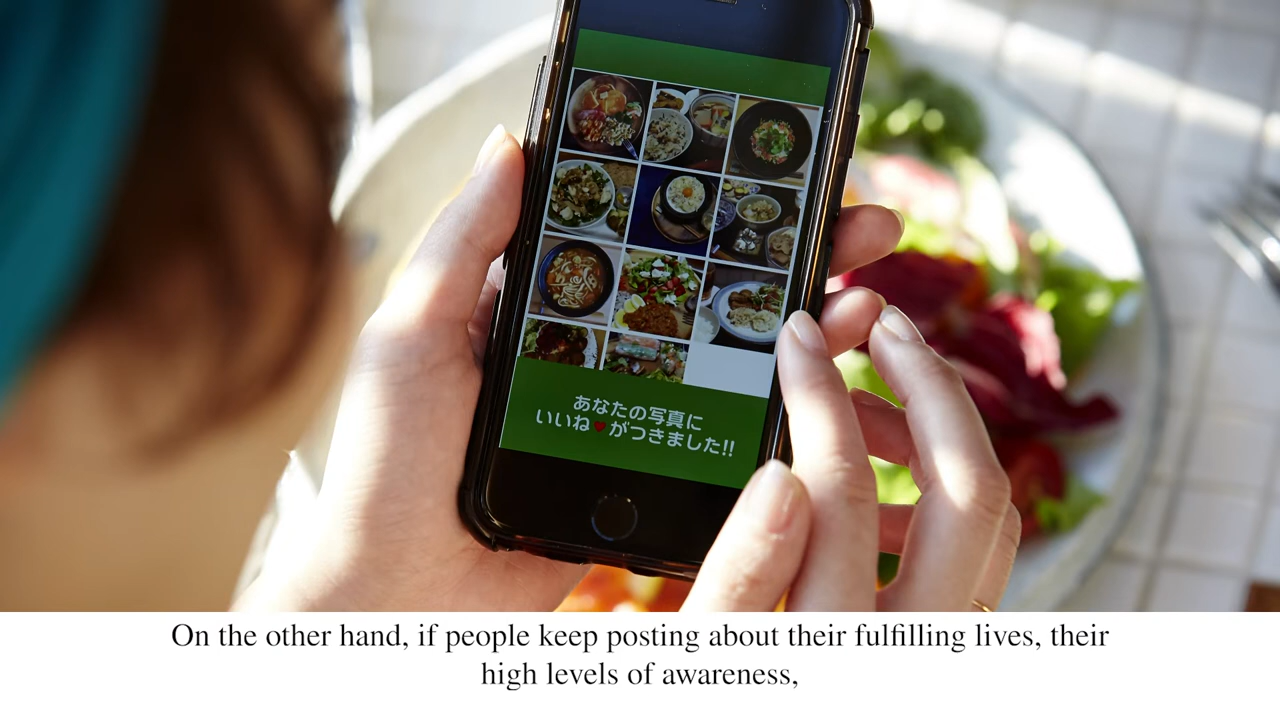 あなたの写真に
いいね♥がつきました!!
On the other hand, if people keep posting about their fulfilling lives, their
high levels of awareness,